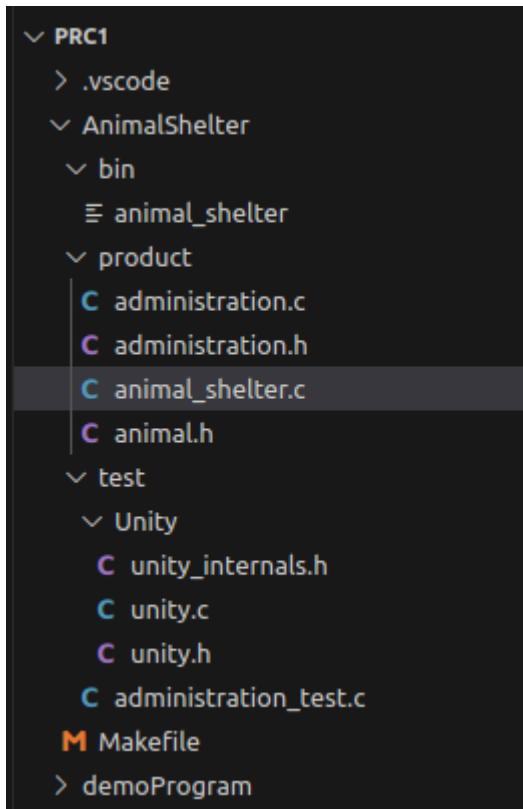 PRC1
.vscode
AnimalShelter
bin
animal_shelter
product
C administration.c
C administration.h
C animal_shelter.c
C animal.h
test
Unity
C unity_internals.h
C unity.c
C unity.h
C administration_test.c
M Makefile
demoProgram